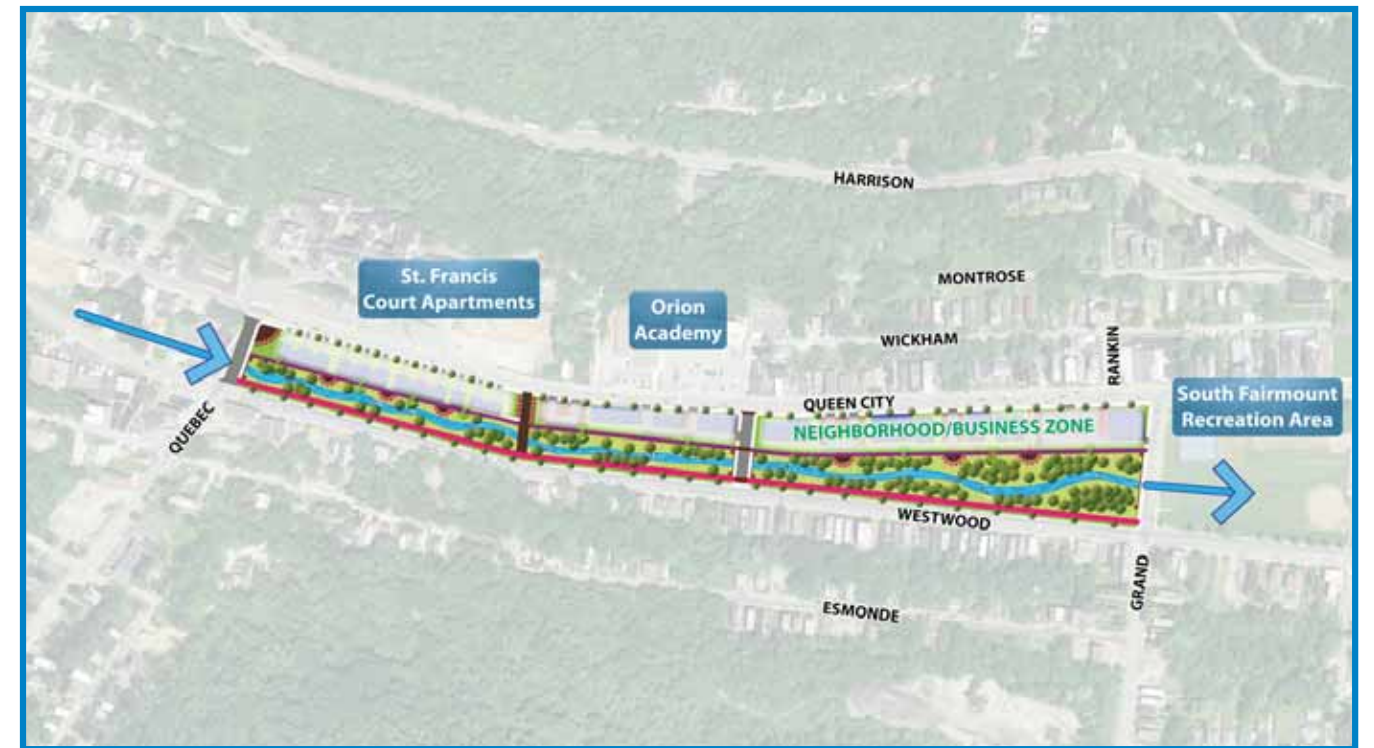 HARRISON
St. Francis
Court Apartments
MONTROSE
Orion
Academy
WICKHAM
RANKIN
South Fairmount
Recreation Area
QUEEN CITY
NEIGHBORHOOD/BUSINESS ZONE
QUEBEC
WESTWOOD
GRAND
ESMONDE